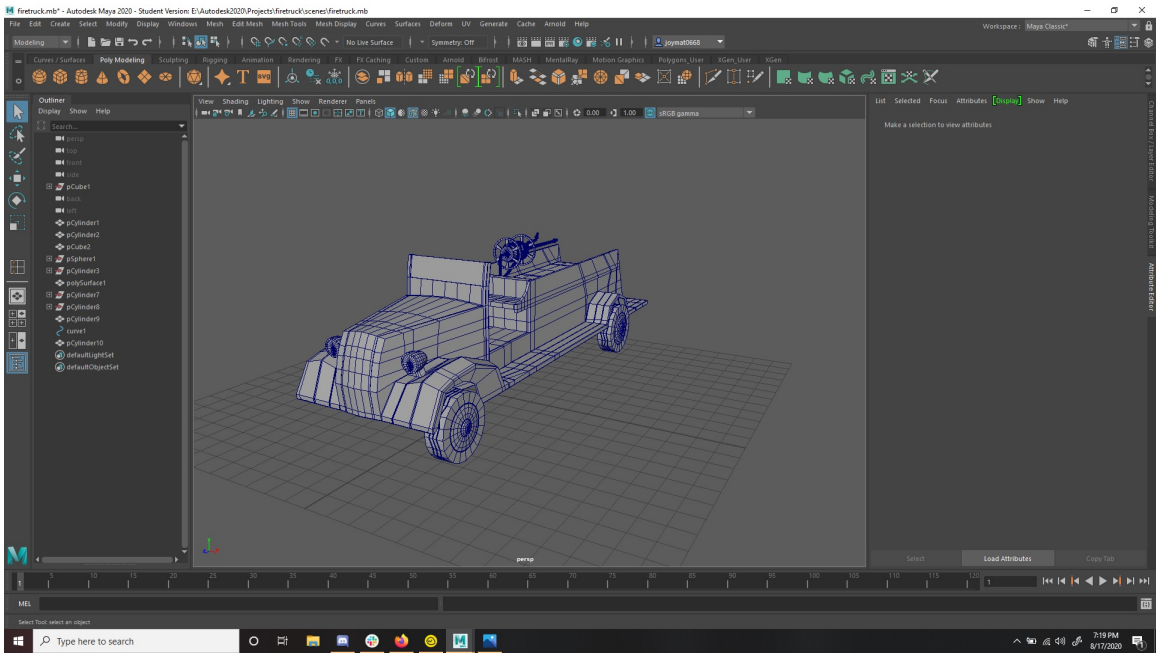 firetruck.mb* - Autodesk Maya 2020 - Student Version: E:\Autodesk2020\Projects\firetruck\scenes\firetruck.mb
File Edit Create Select Modify Display Windows Mesh Edit Mesh Mesh Tools Mesh Display Curves Surfaces Deform UV Generate Cache Arnold Help
Workspace: Maya Classic*
Modeling No Live Surface Symmetry: Off joymat0668
Curves / Surfaces Poly Modeling Sculpting Rigging Animation Rendering FX FX Caching Custom Arnold Bifrost MASH MentalRay Motion Graphics Polygons_User XGen_User XGen
Outliner
Display Show Help
Search...
persp
top
front
side
pCube1
back
left
pCylinder1
pCylinder2
pCube2
pSphere1
pCylinder3
polySurface1
pCylinder7
pCylinder8
pCylinder9
curve1
pCylinder10
defaultLightSet
defaultObjectSet
View Shading Lighting Show Renderer Panels
0.00 1.00 sRGB gamma
persp
List Selected Focus Attributes Display Show Help
Make a selection to view attributes
Select Load Attributes Copy Tab
Channel Box / Layer Editor
Modeling Toolkit
Attribute Editor
1 5 10 15 20 25 30 35 40 45 50 55 60 65 70 75 80 85 90 95 100 105 110 115 120 1
MEL
Select Tool: select an object
Type here to search
7:19 PM
8/17/2020